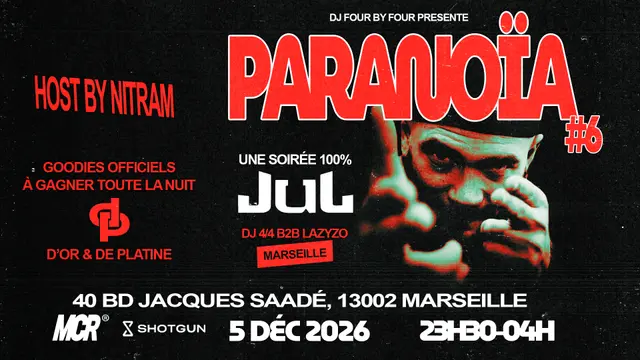 DJ FOUR BY FOUR PRESENTE
PARANOÏA
#6
HOST BY NITRAM
GOODIES OFFICIELS
À GAGNER TOUTE LA NUIT
dp
D'OR & DE PLATINE
UNE SOIRÉE 100%
JuL
DJ 4/4 B2B LAZYZO
MARSEILLE
40 BD JACQUES SAADÉ, 13002 MARSEILLE
MCR®
SHOTGUN
5 DÉC 2026
23H30-04H